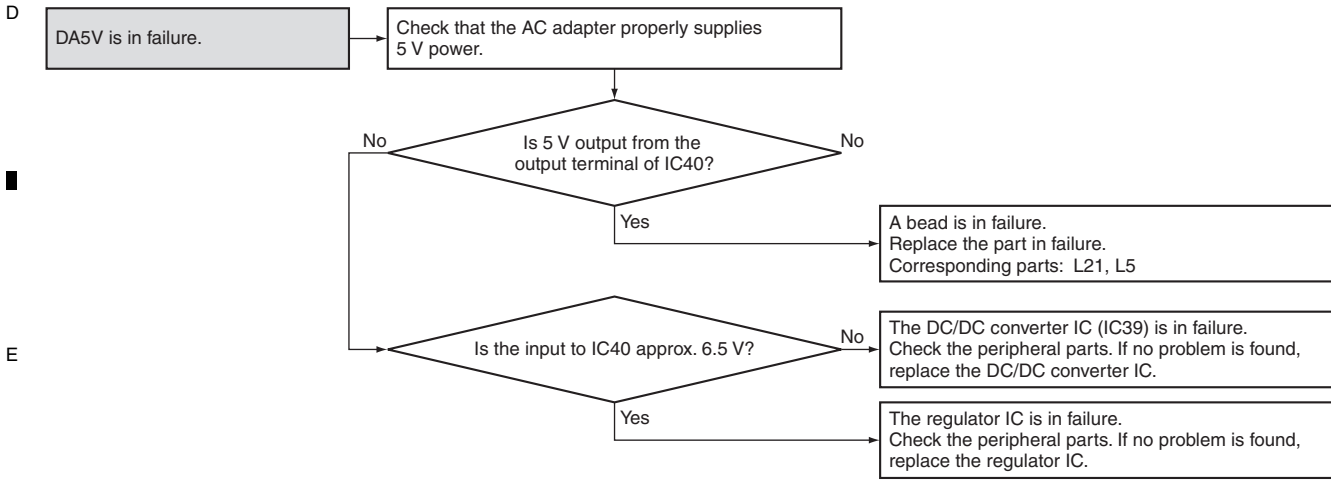 D
DA5V is in failure.
Check that the AC adapter properly supplies
5 V power.
No
Is 5 V output from the
output terminal of IC40?
No
Yes
A bead is in failure.
Replace the part in failure.
Corresponding parts: L21, L5
E
Is the input to IC40 approx. 6.5 V?
No
The DC/DC converter IC (IC39) is in failure.
Check the peripheral parts. If no problem is found,
replace the DC/DC converter IC.
Yes
The regulator IC is in failure.
Check the peripheral parts. If no problem is found,
replace the regulator IC.